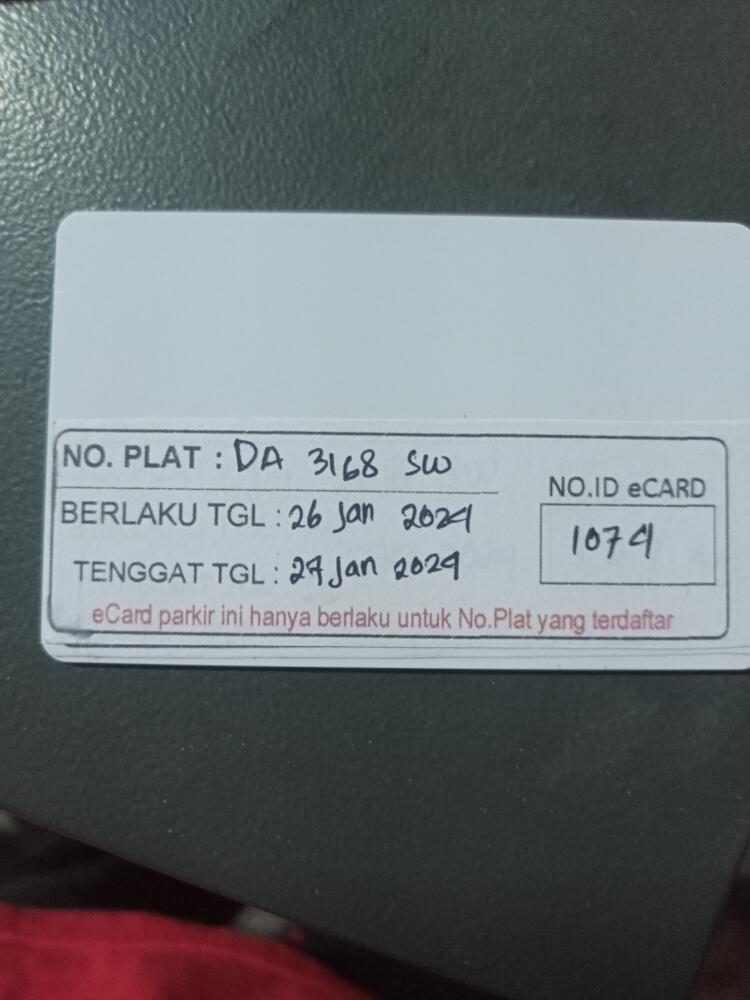 NO. PLAT : DA 3168 SW
NO.ID eCARD
BERLAKU TGL : 26 Jan 2024
1074
TENGGAT TGL : 27 Jan 2024
eCard parkir ini hanya berlaku untuk No.Plat yang terdaftar